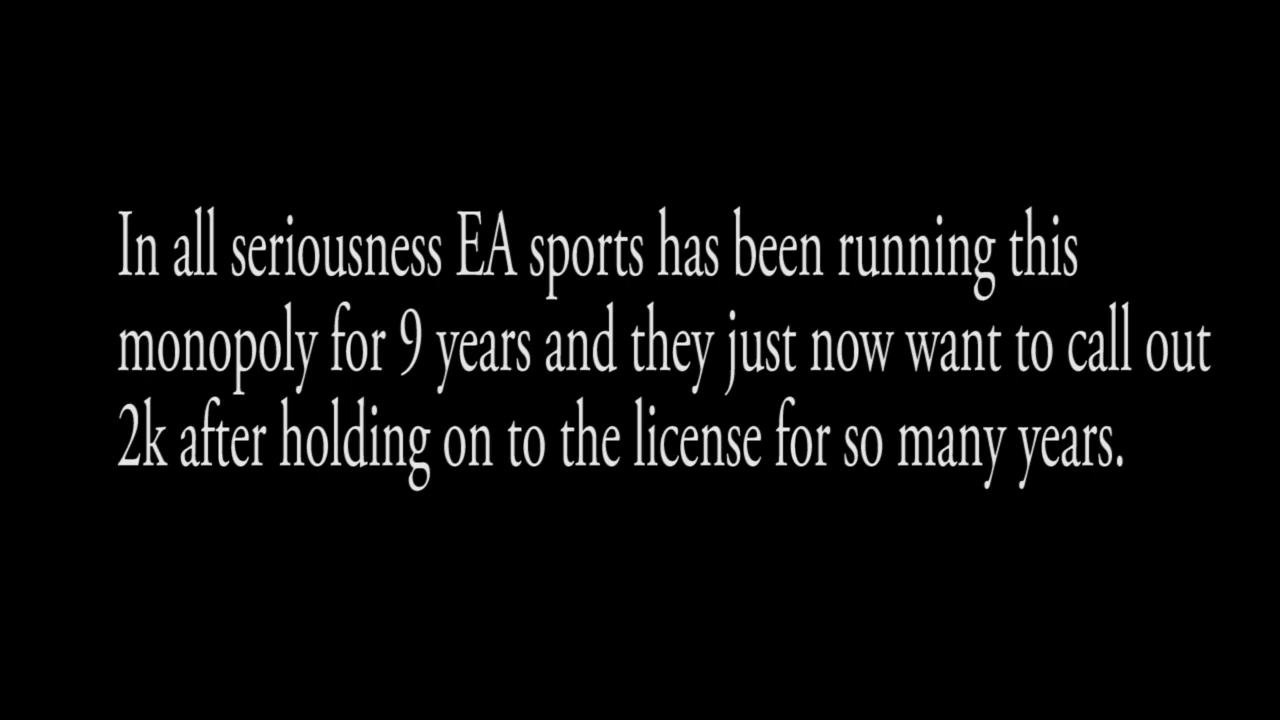 In all seriousness EA sports has been running this
monopoly for 9 years and they just now want to call out
2k after holding on to the license for so many years.